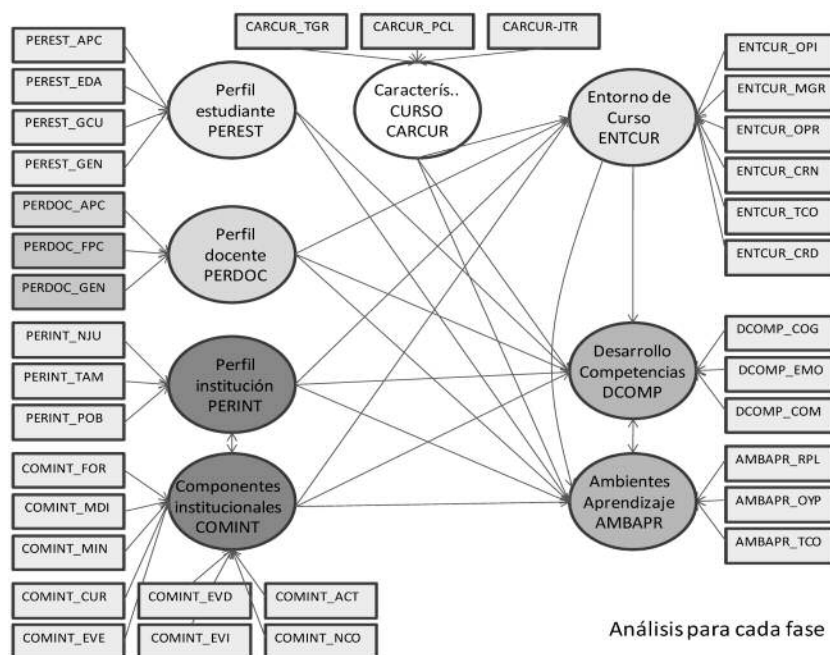 CARCUR_TGR
CARCUR_PCL
CARCUR-JTR
PEREST_APC
PEREST_EDA
PEREST_GCU
PEREST_GEN
PERDOC_APC
PERDOC_FPC
PERDOC_GEN
PERINT_NJU
PERINT_TAM
PERINT_POB
COMINT_FOR
COMINT_MDI
COMINT_MIN
COMINT_CUR
COMINT_EVE
COMINT_EVD
COMINT_EVI
COMINT_ACT
COMINT_NCO
Perfil
estudiante
PEREST
Perfil
docente
PERDOC
Perfil
institución
PERINT
Componentes
institucionales
COMINT
Caracterís..
CURSO
CARCUR
Entorno de
Curso
ENTCUR
Desarrollo
Competencias
DCOMP
Ambientes
Aprendizaje
AMBAPR
ENTCUR_OPI
ENTCUR_MGR
ENTCUR_OPR
ENTCUR_CRN
ENTCUR_TCO
ENTCUR_CRD
DCOMP_COG
DCOMP_EMO
DCOMP_COM
AMBAPR_RPL
AMBAPR_OYP
AMBAPR_TCO
Análisis para cada fase